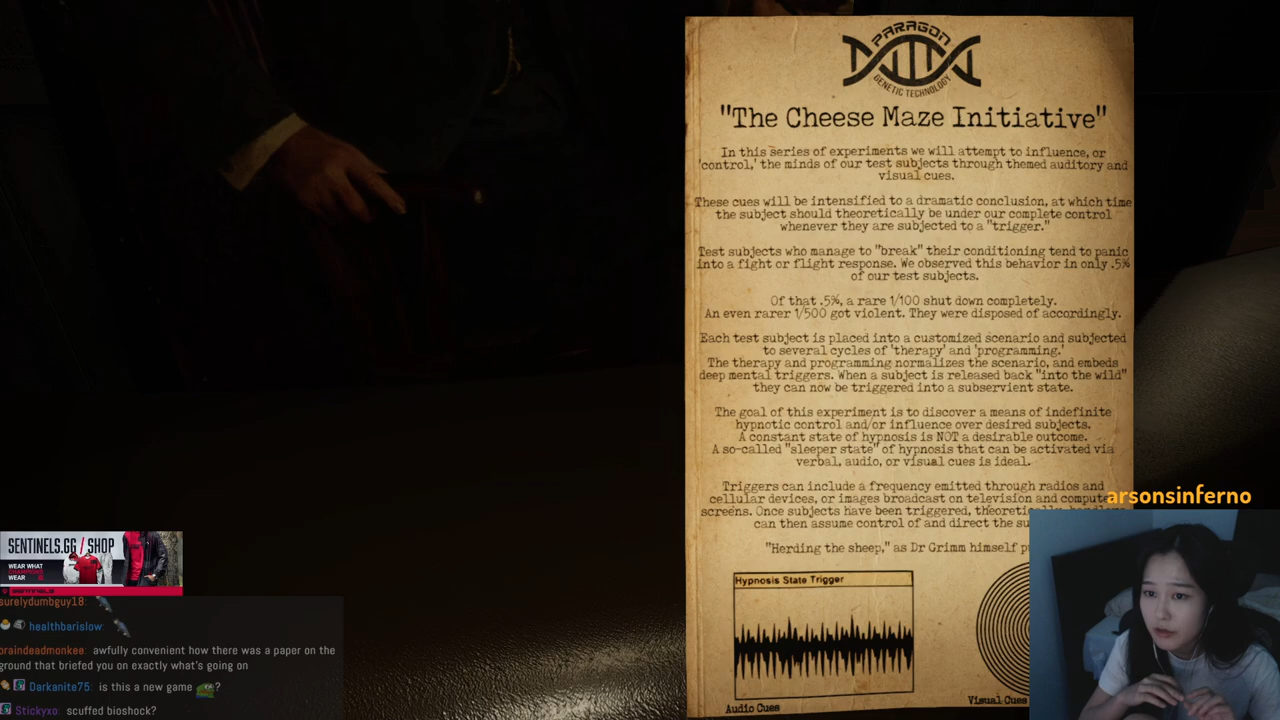 PARAGON
GENETIC TECHNOLOGY
"The Cheese Maze Initiative"
In this series of experiments we will attempt to influence, or
'control,' the minds of our test subjects through themed auditory and
visual cues.
These cues will be intensified to a dramatic conclusion, at which time
the subject should theoretically be under our complete control
whenever they are subjected to a "trigger."
Test subjects who manage to "break" their conditioning tend to panic
into a fight or flight response. We observed this behavior in only .5%
of our test subjects.
Of that .5%, a rare 1/100 shut down completely.
An even rarer 1/500 got violent. They were disposed of accordingly.
Each test subject is placed into a customized scenario and subjected
to several cycles of 'therapy' and 'programming.'
The therapy and programming normalizes the scenario, and embeds
deep mental triggers. When a subject is released back "into the wild"
they can now be triggered into a subservient state.
The goal of this experiment is to discover a means of indefinite
hypnotic control and/or influence over desired subjects.
A constant state of hypnosis is NOT a desirable outcome.
A so-called "sleeper state" of hypnosis that can be activated via
verbal, audio, or visual cues is ideal.
Triggers can include a frequency emitted through radios and
cellular devices, or images broadcast on television and
screens. Once subjects have been triggered,
can then assume control of and direct the
"Herding the sheep," as Dr Grimm himself
Hypnosis State Trigger
Audio Cues
Visual Cues
arsonsinferno
SENTINELS.GG / SHOP
WEAR WHAT
CHAMPIONS
WEAR
SENTINELS
surelydumbguy18:
healthbarislow:
braindeadmonkee: awfully convenient how there was a paper on the
ground that briefed you on exactly what's going on
Darkanite75: is this a new game ?
Stickyxo: scuffed bioshock?